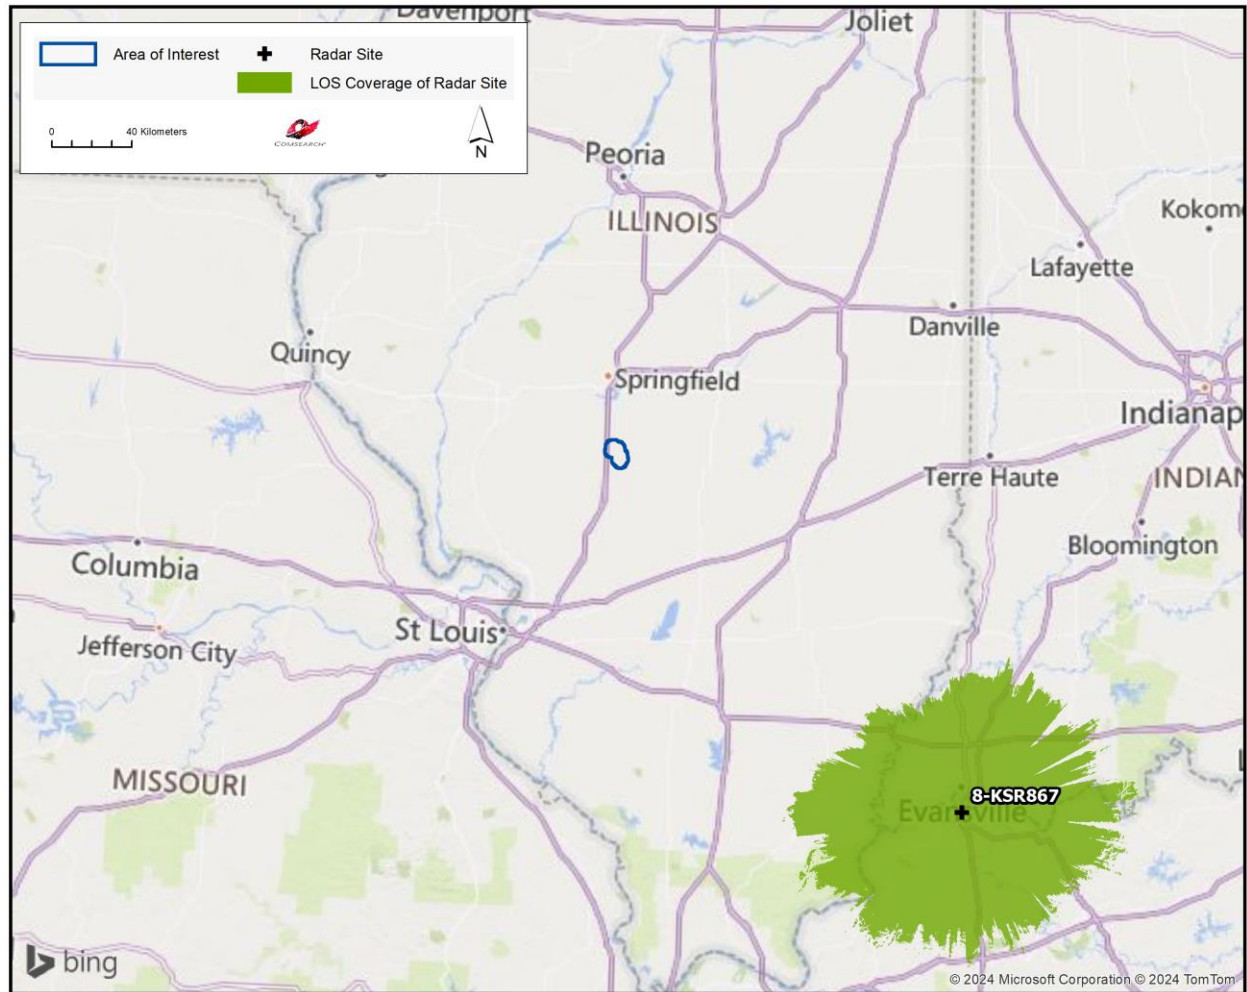 Davenport
Joliet
Area of Interest
Radar Site
LOS Coverage of Radar Site
0
40 Kilometers
COMSEARCH
N
Peoria
ILLINOIS
Kokom
Lafayette
Danville
Quincy
Springfield
Indianap
Terre Haute
INDIAN
Bloomington
Columbia
St Louis
Jefferson City
MISSOURI
8-KSR867
Evansville
bing
© 2024 Microsoft Corporation © 2024 TomTom